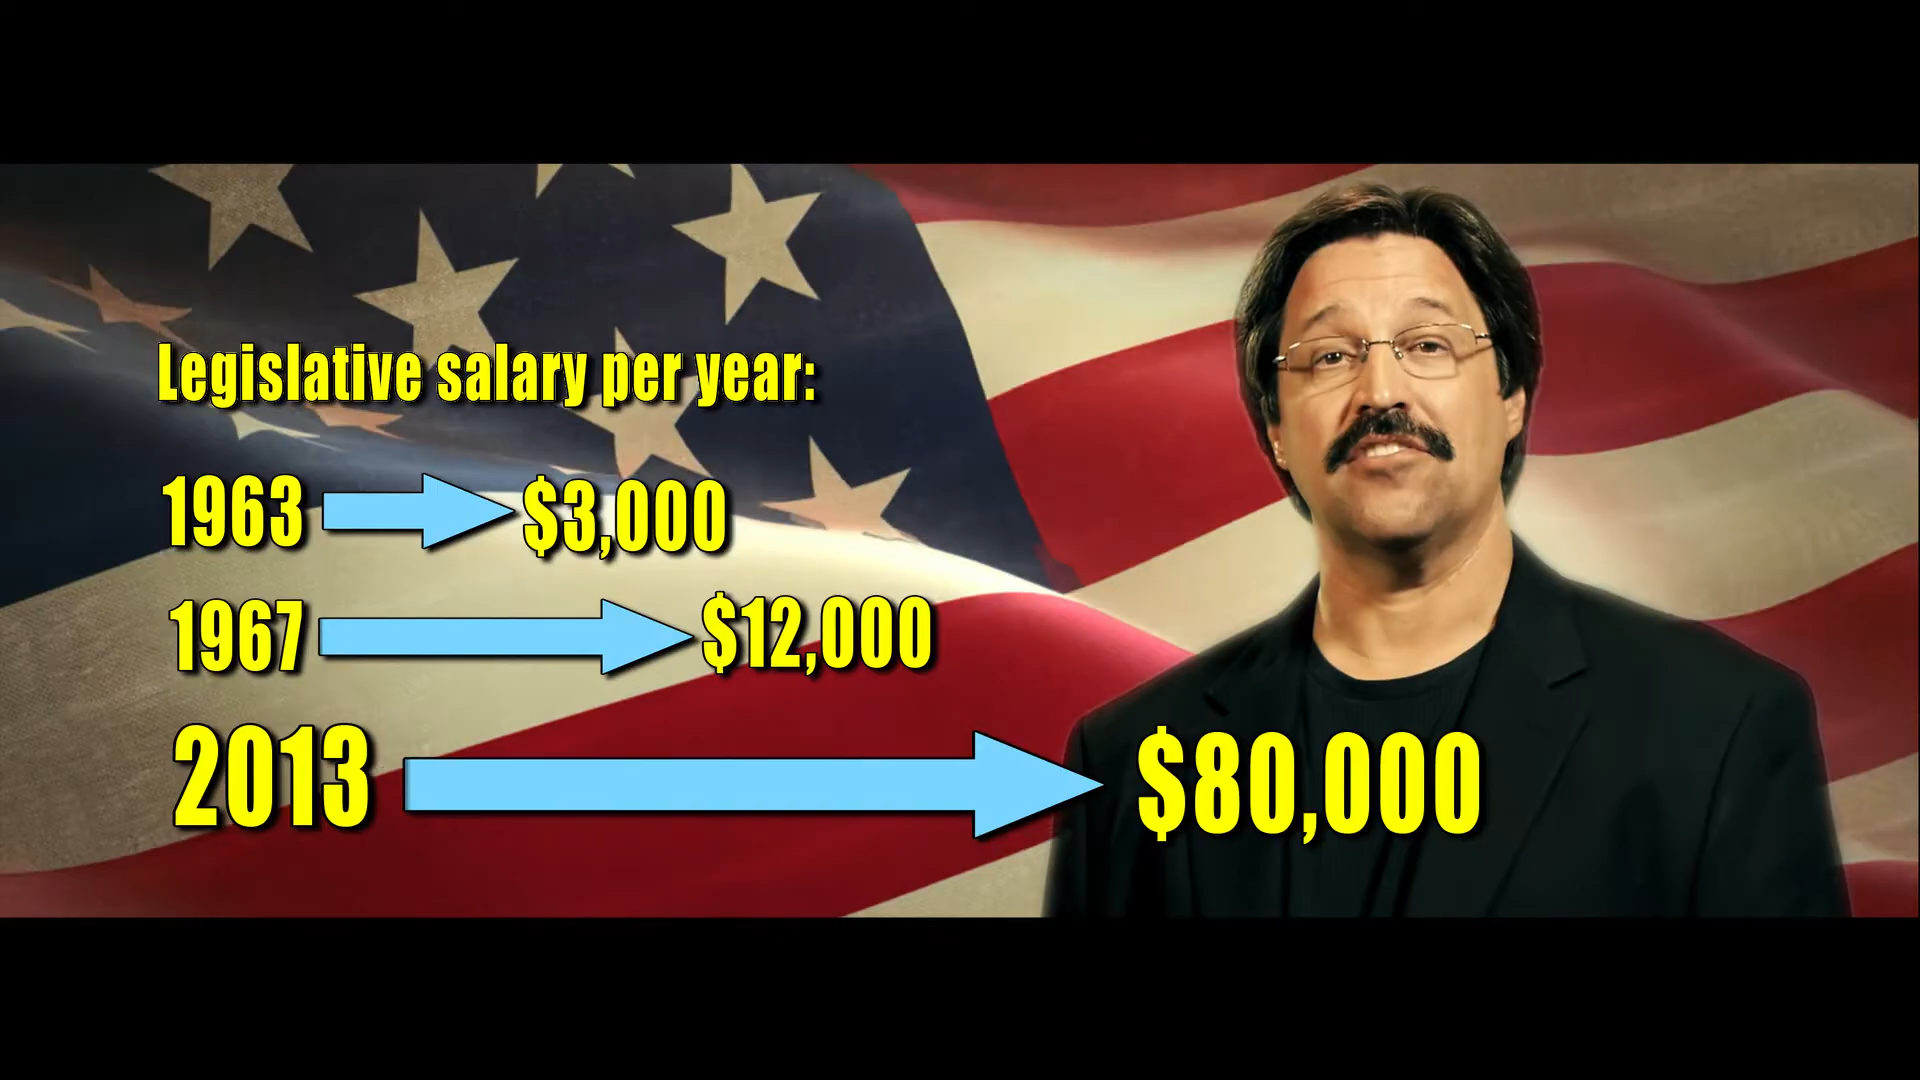 Legislative salary per year:
1963 $3,000
1967 $12,000
2013 $80,000